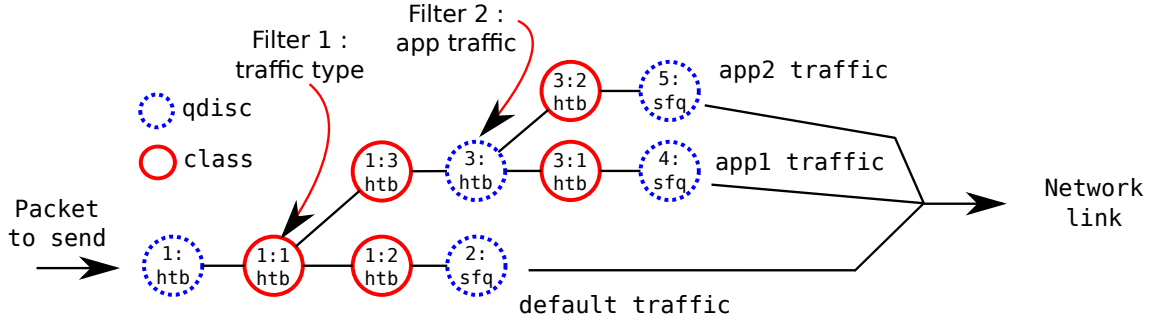 Filter 1 :
traffic type
Filter 2 :
app traffic
qdisc
class
Packet
to send
1:
htb
1:1
htb
1:2
htb
2:
sfq
default traffic
1:3
htb
3:
htb
3:1
htb
4:
sfq
app1 traffic
3:2
htb
5:
sfq
app2 traffic
Network
link